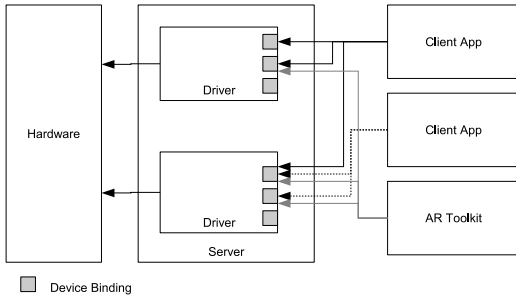 Client App
Driver
Hardware
Client App
Driver
AR Toolkit
Server
Device Binding